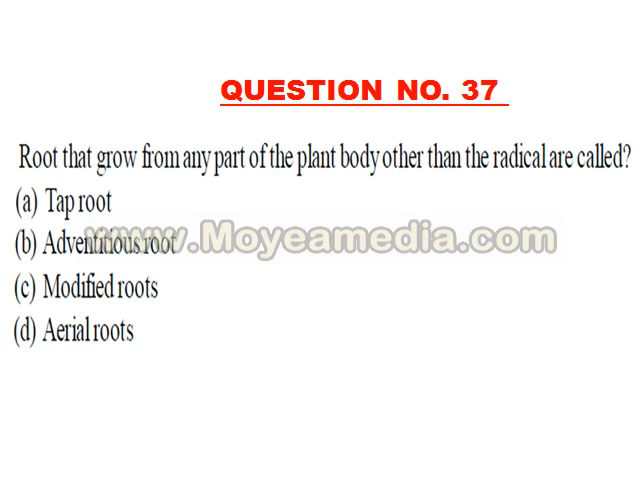 QUESTION NO. 37
Root that grow from any part of the plant body other than the radical are called?
(a) Tap root
(b) Adventitious root
www.Moyeamedia.com
(c) Modified roots
(d) Aerial roots